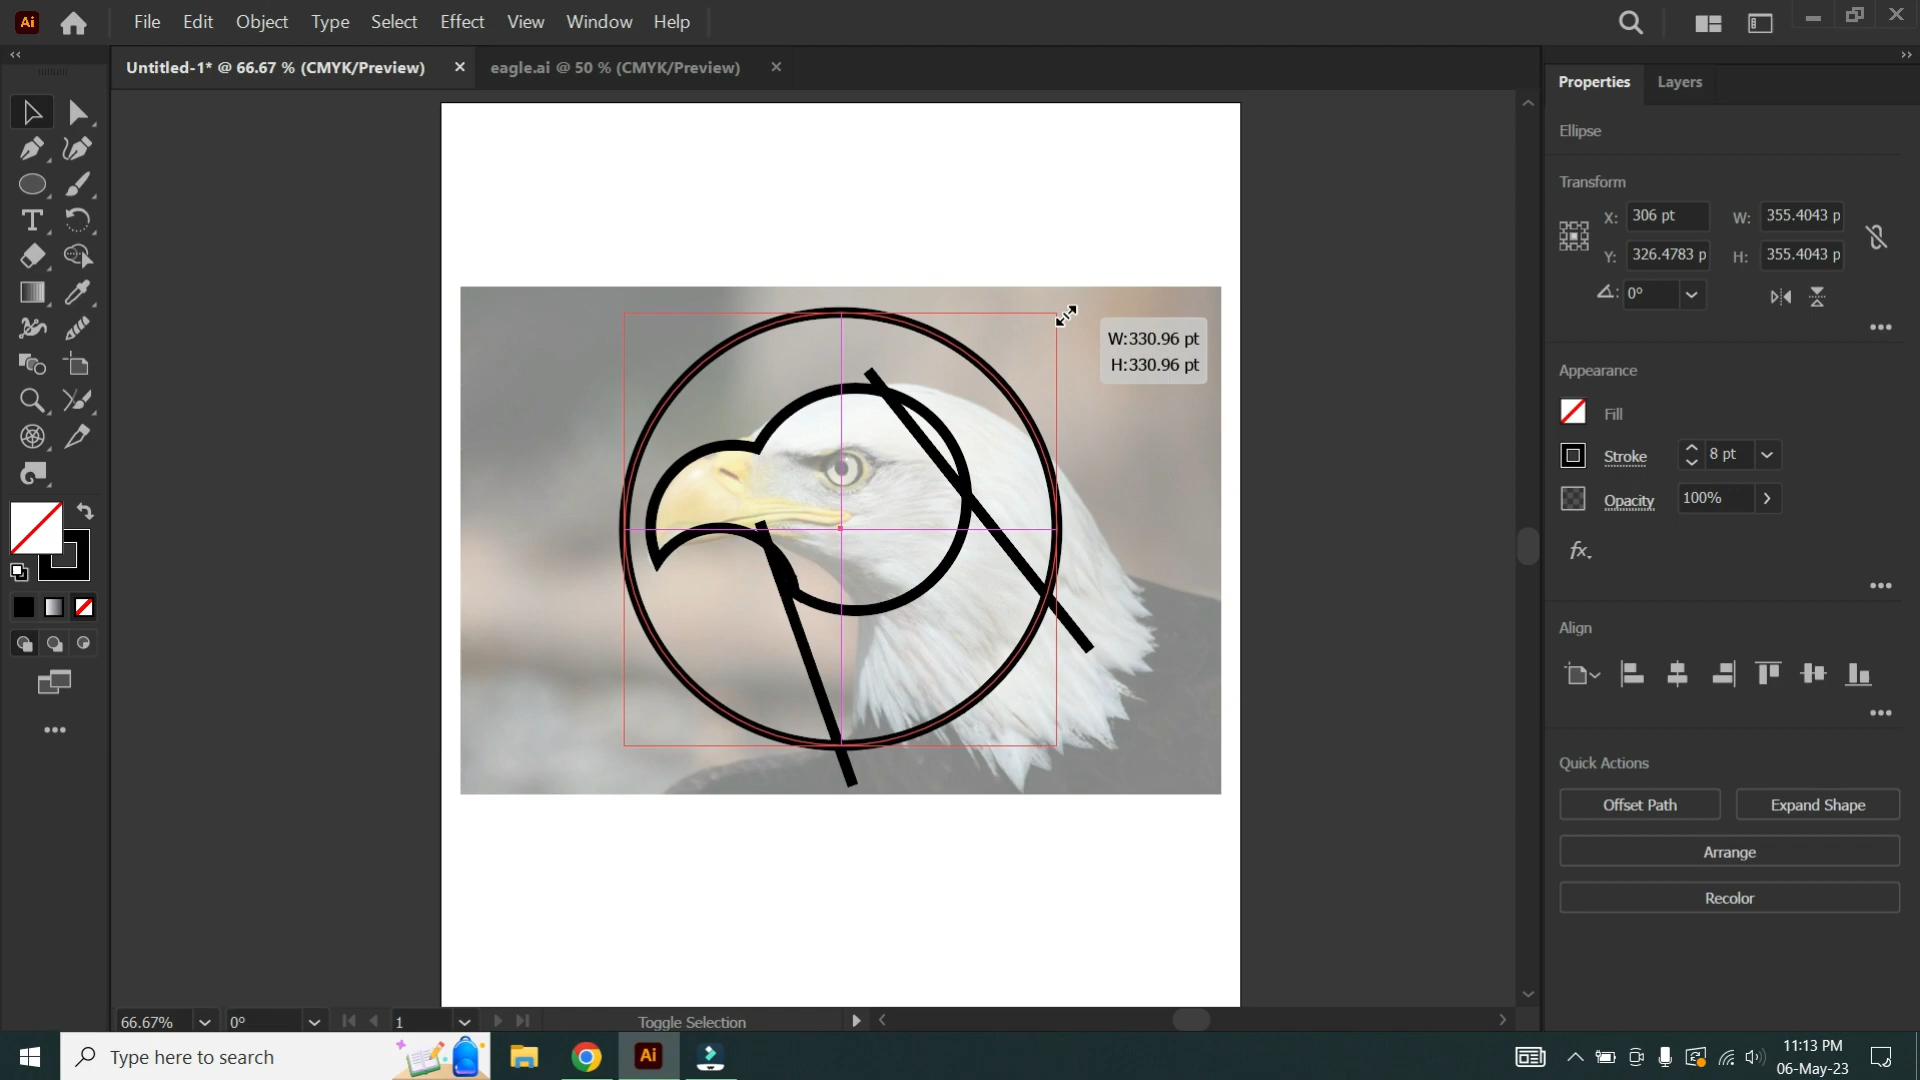 Ai File Edit Object Type Select Effect View Window Help
Untitled-1* @ 66.67 % (CMYK/Preview) eagle.ai @ 50 % (CMYK/Preview)
Properties Layers
Ellipse
Transform
X: 306 pt W: 355.4043 p
Y: 326.4783 p H: 355.4043 p
0°
W:330.96 pt
H:330.96 pt
Appearance
Fill
Stroke 8 pt
Opacity 100%
fx.
Align
Quick Actions
Offset Path Expand Shape
Arrange
Recolor
66.67% 0° 1 Toggle Selection
Type here to search
Ai
11:13 PM
06-May-23